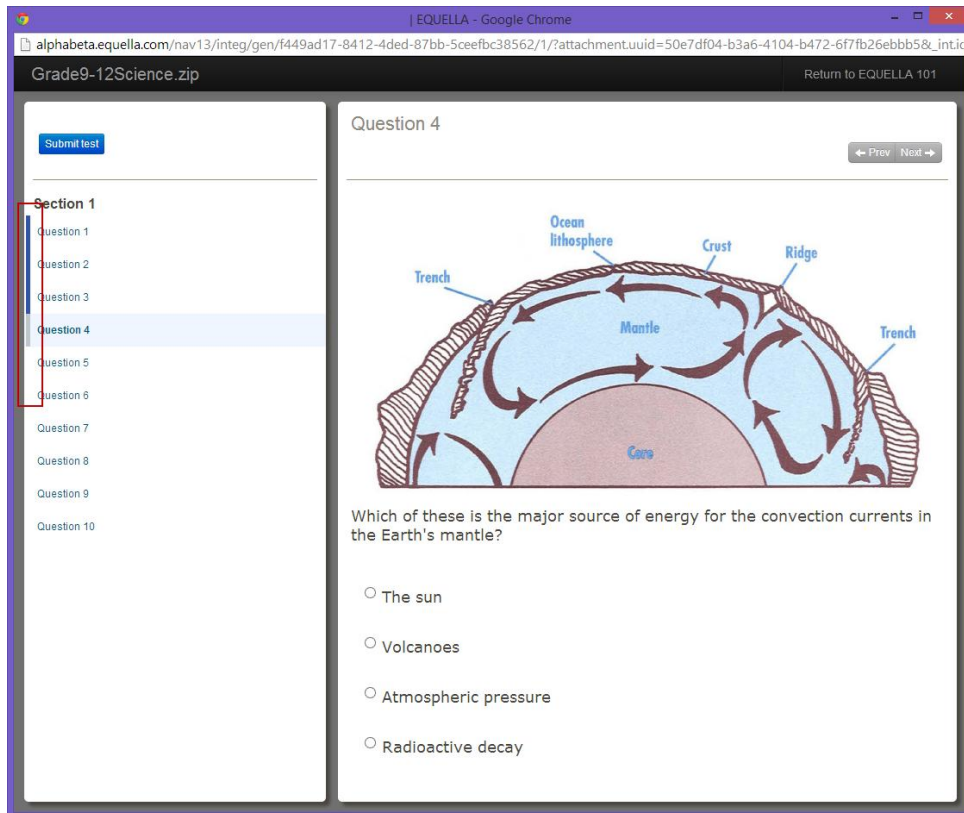 | EQUELLA - Google Chrome
alphabeta.equella.com/nav13/integ/gen/f449ad17-8412-4ded-87bb-5ceefbc38562/1/?attachment.uuid=50e7df04-b3a6-4104-b472-6f7fb26ebbb5&_int.ic
Grade9-12Science.zip
Return to EQUELLA 101
Submit test
Section 1
Question 1
Question 2
Question 3
Question 4
Question 5
Question 6
Question 7
Question 8
Question 9
Question 10
Question 4
Prev Next
Ocean
lithosphere
Crust
Ridge
Trench
Mantle
Trench
Core
Which of these is the major source of energy for the convection currents in
the Earth's mantle?
The sun
Volcanoes
Atmospheric pressure
Radioactive decay